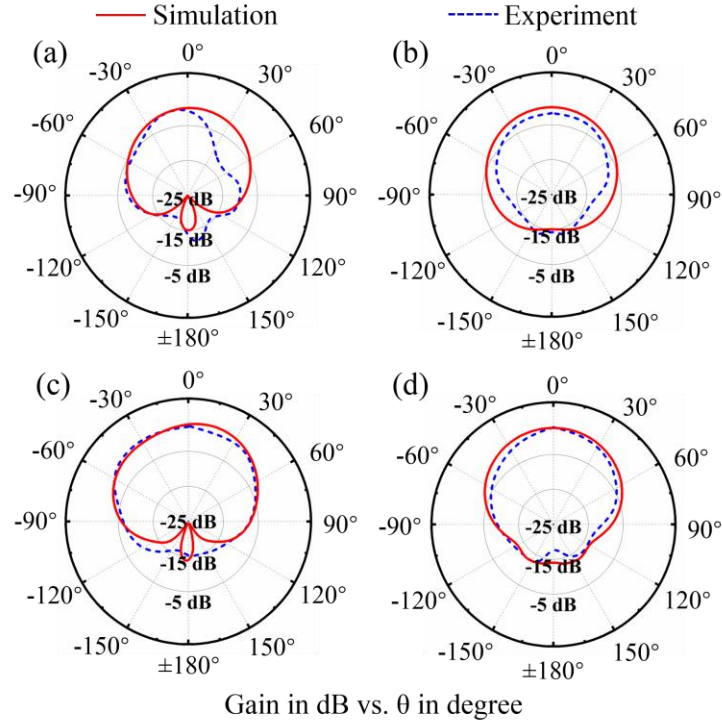 Simulation Experiment
(a) 0° (b) 0°
-30° 30° -30° 30°
-60° 60° -60° 60°
-90° 90° -90° 90°
-25 dB -25 dB
-15 dB -15 dB
-120° 120° -120° 120°
-5 dB -5 dB
-150° 150° -150° 150°
±180° ±180°
(c) 0° (d) 0°
-30° 30° -30° 30°
-60° 60° -60° 60°
-90° 90° -90° 90°
-25 dB -25 dB
-15 dB -15 dB
-120° 120° -120° 120°
-5 dB -5 dB
-150° 150° -150° 150°
±180° ±180°
Gain in dB vs. θ in degree